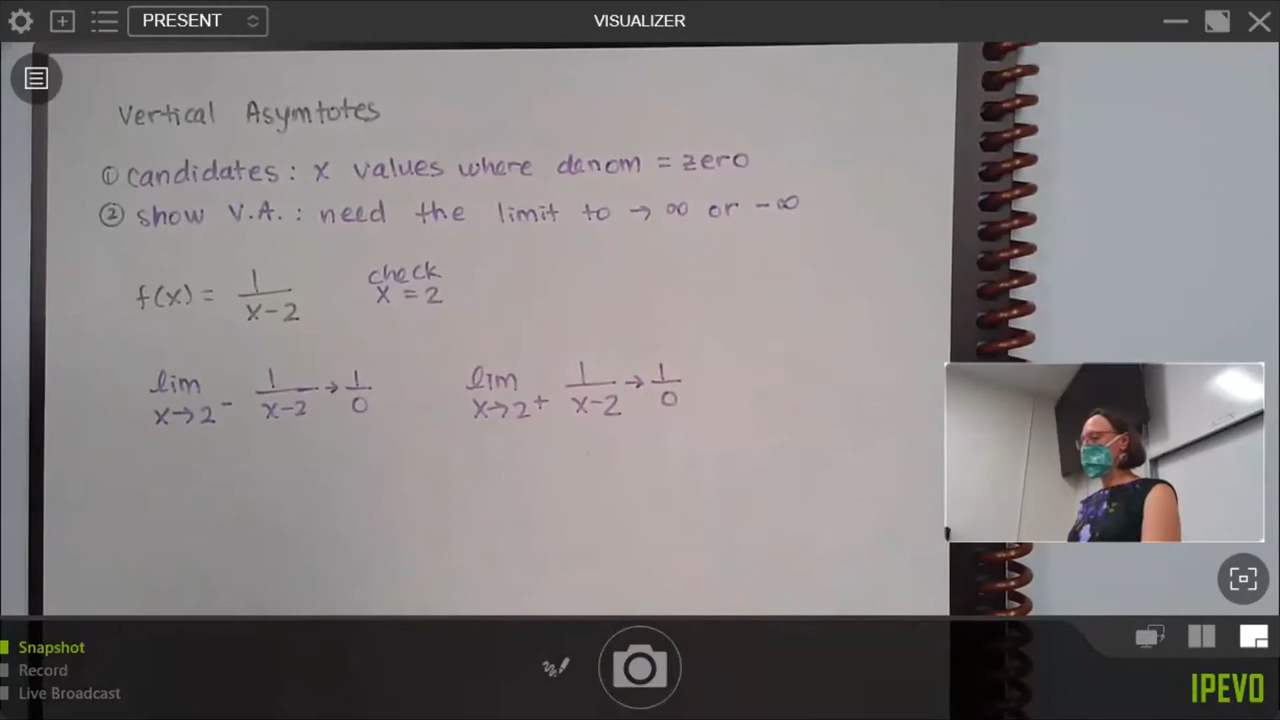 PRESENT
VISUALIZER
Vertical Asymtotes
① candidates: x values where denom = zero
② show V.A.: need the limit to → ∞ or -∞
f(x) = 1/(x-2) check x = 2
lim x→2⁻ 1/(x-2) → 1/0 lim x→2⁺ 1/(x-2) → 1/0
Snapshot
Record
Live Broadcast
IPEVO